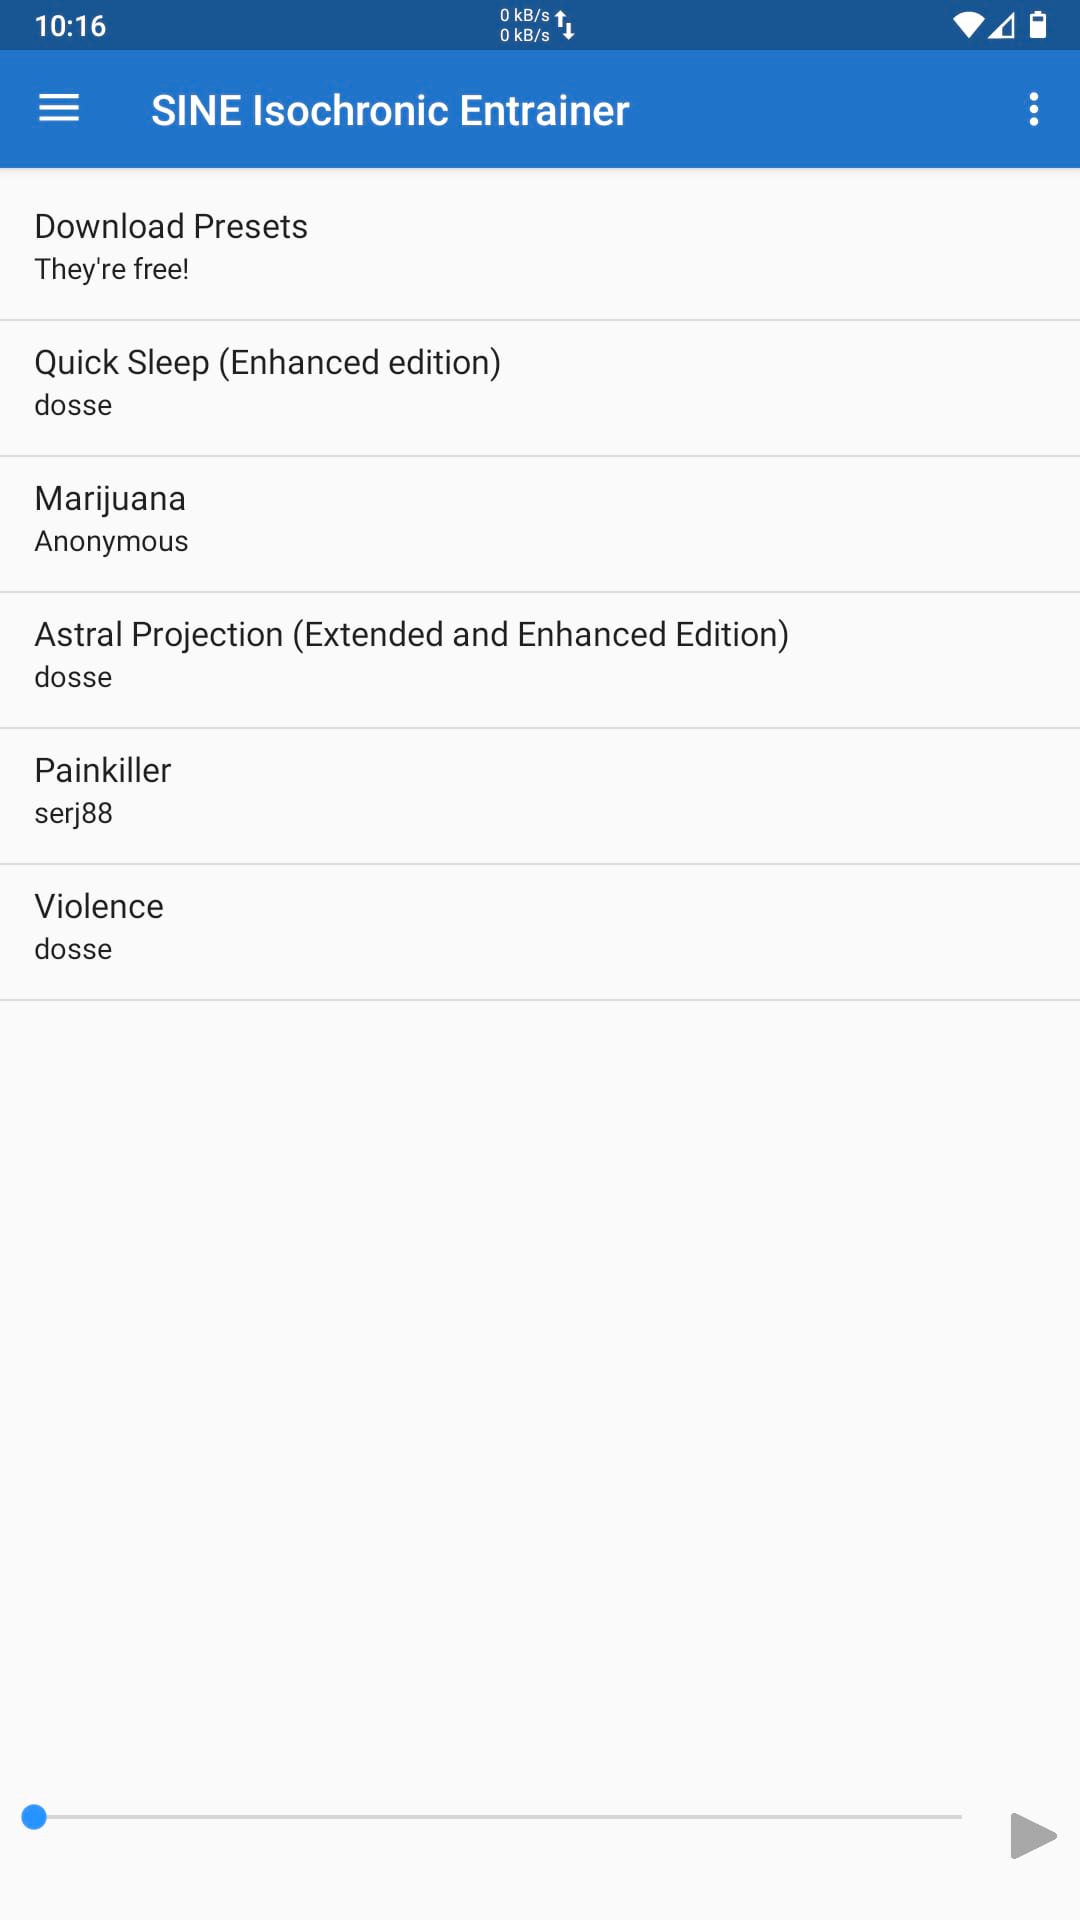 10:16
0 kB/s
0 kB/s
SINE Isochronic Entrainer
Download Presets
They're free!
Quick Sleep (Enhanced edition)
dosse
Marijuana
Anonymous
Astral Projection (Extended and Enhanced Edition)
dosse
Painkiller
serj88
Violence
dosse